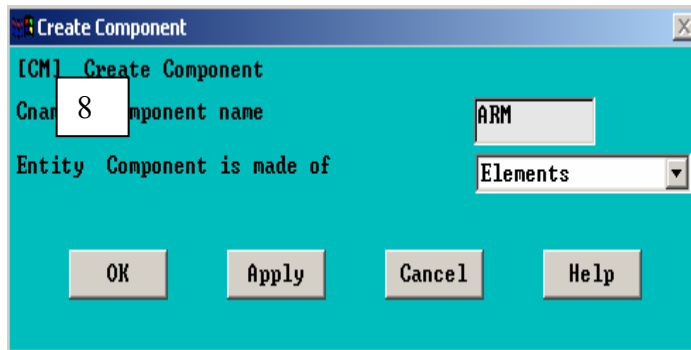 Create Component
[CM] Create Component
Cnam 8 mponent name ARM
Entity Component is made of Elements
OK Apply Cancel Help